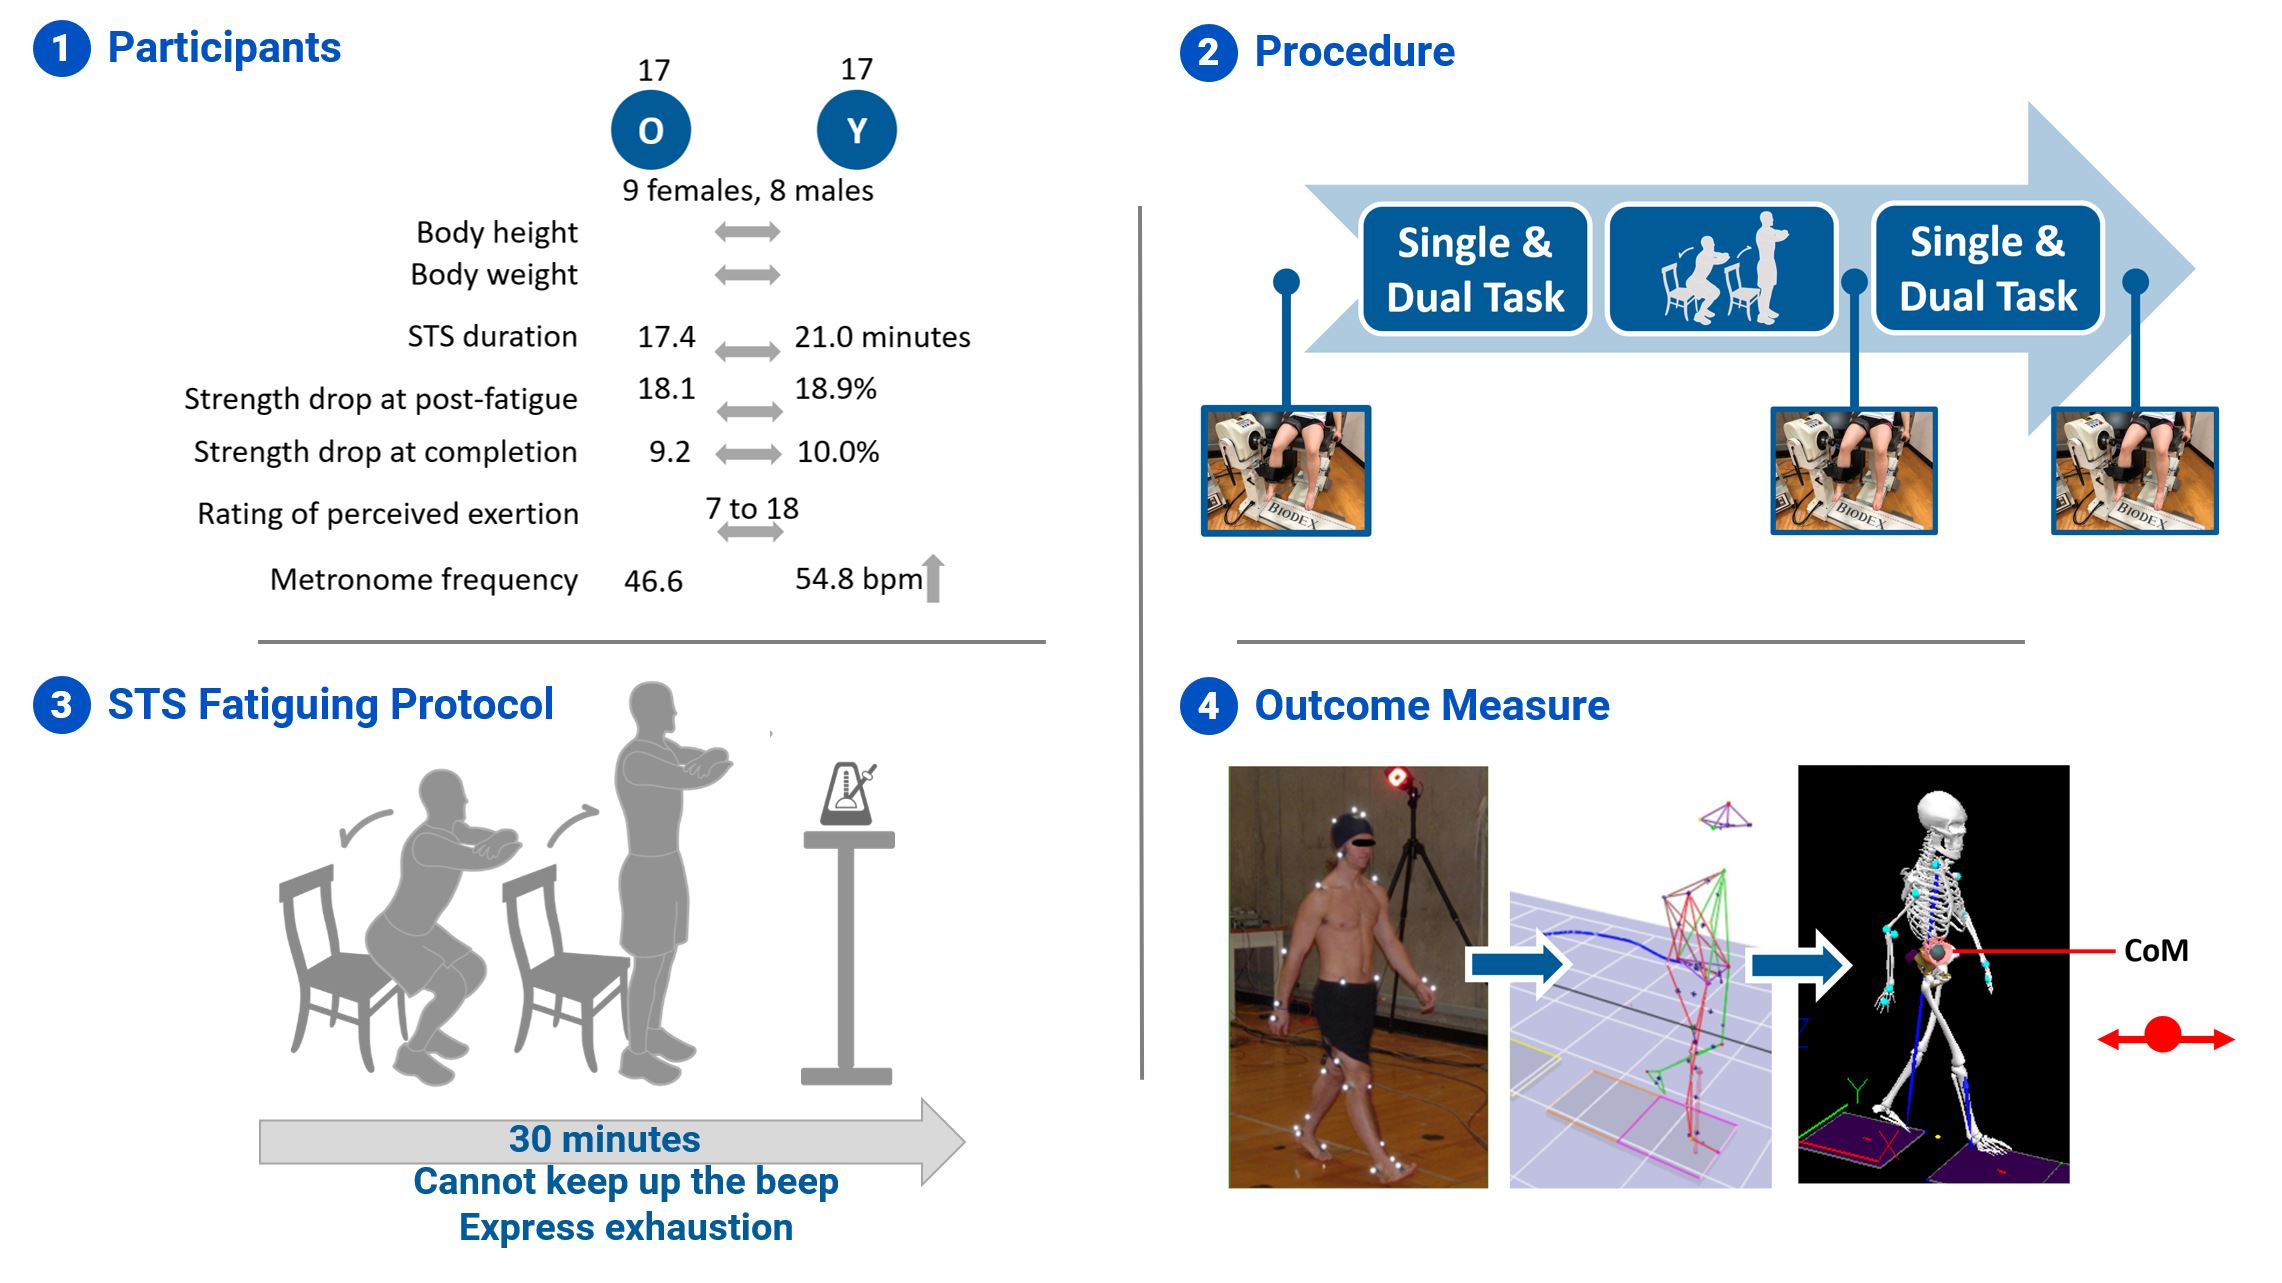 1 Participants
17 17
O Y
9 females, 8 males
Body height
Body weight
STS duration 17.4 21.0 minutes
Strength drop at post-fatigue 18.1 18.9%
Strength drop at completion 9.2 10.0%
Rating of perceived exertion 7 to 18
Metronome frequency 46.6 54.8 bpm
2 Procedure
Single &
Dual Task
Single &
Dual Task
BIODEX
BIODEX
BIODEX
3 STS Fatiguing Protocol
30 minutes
Cannot keep up the beep
Express exhaustion
4 Outcome Measure
CoM
Y
X